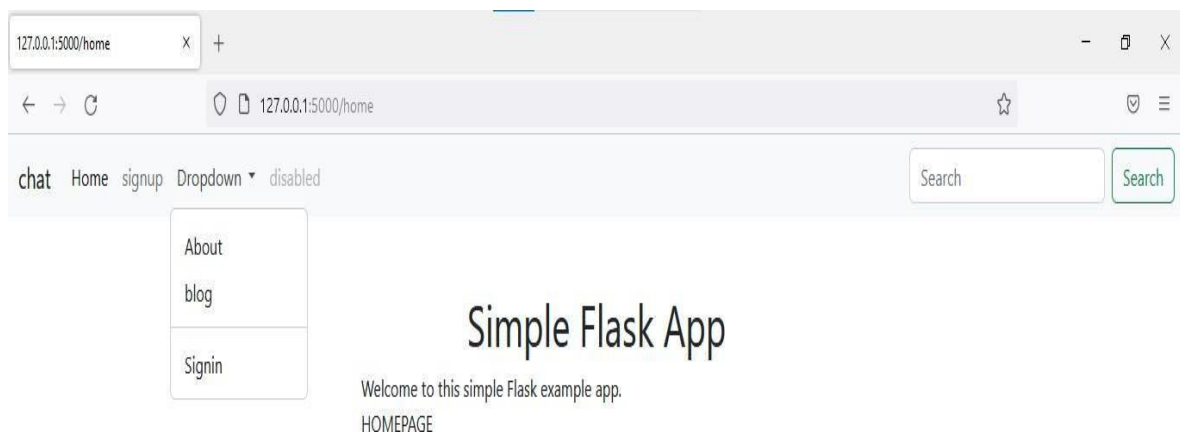 127.0.0.1:5000/home
127.0.0.1:5000/home
chat Home signup Dropdown disabled Search Search
About
blog
Signin
Simple Flask App
Welcome to this simple Flask example app.
HOMEPAGE